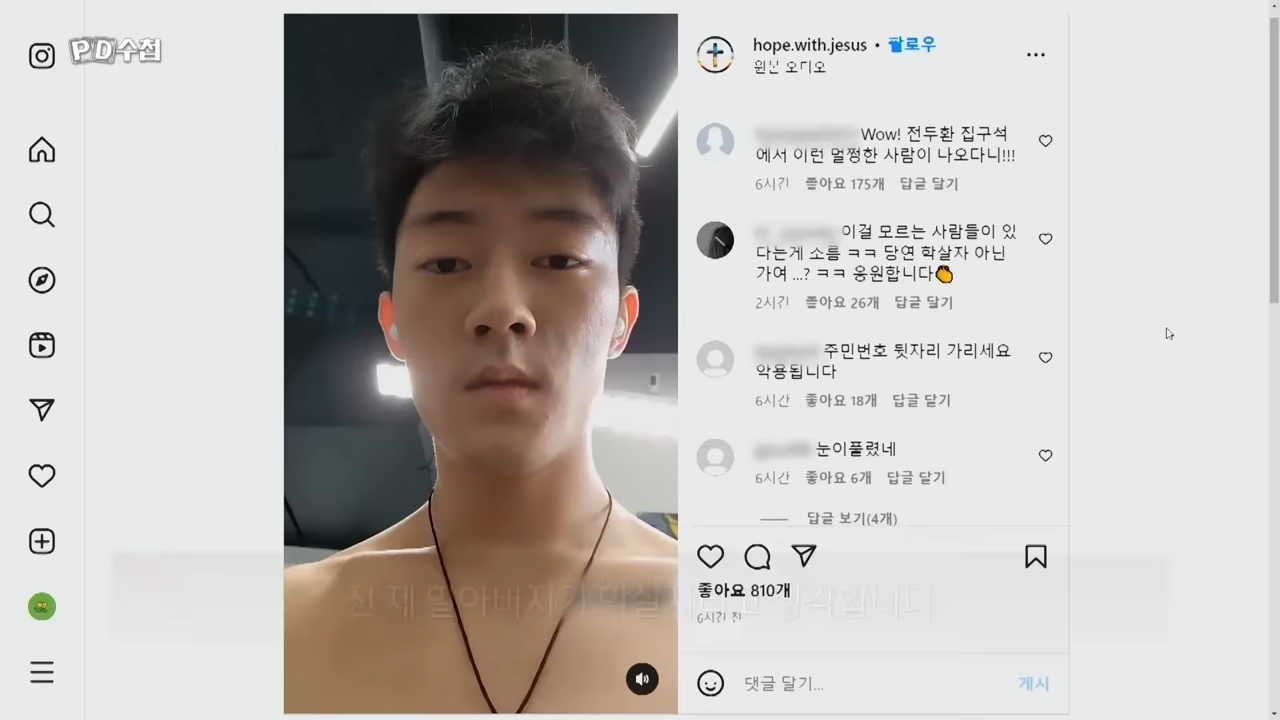 PD수첩
hope.with.jesus • 팔로우
원본 오디오
Wow! 전두환 집구석
에서 이런 멀쩡한 사람이 나오다니!!!
6시간 좋아요 175개 답글 달기
이걸 모르는 사람들이 있
다는게 소름 ㅋㅋ 당연 학살자 아닌
가여 ...? ㅋㅋ 응원합니다👏
2시간 좋아요 26개 답글 달기
주민번호 뒷자리 가리세요
악용됩니다
6시간 좋아요 18개 답글 달기
눈이풀렸네
6시간 좋아요 6개 답글 달기
답글 보기(4개)
좋아요 810개
6시간 전
댓글 달기...
게시